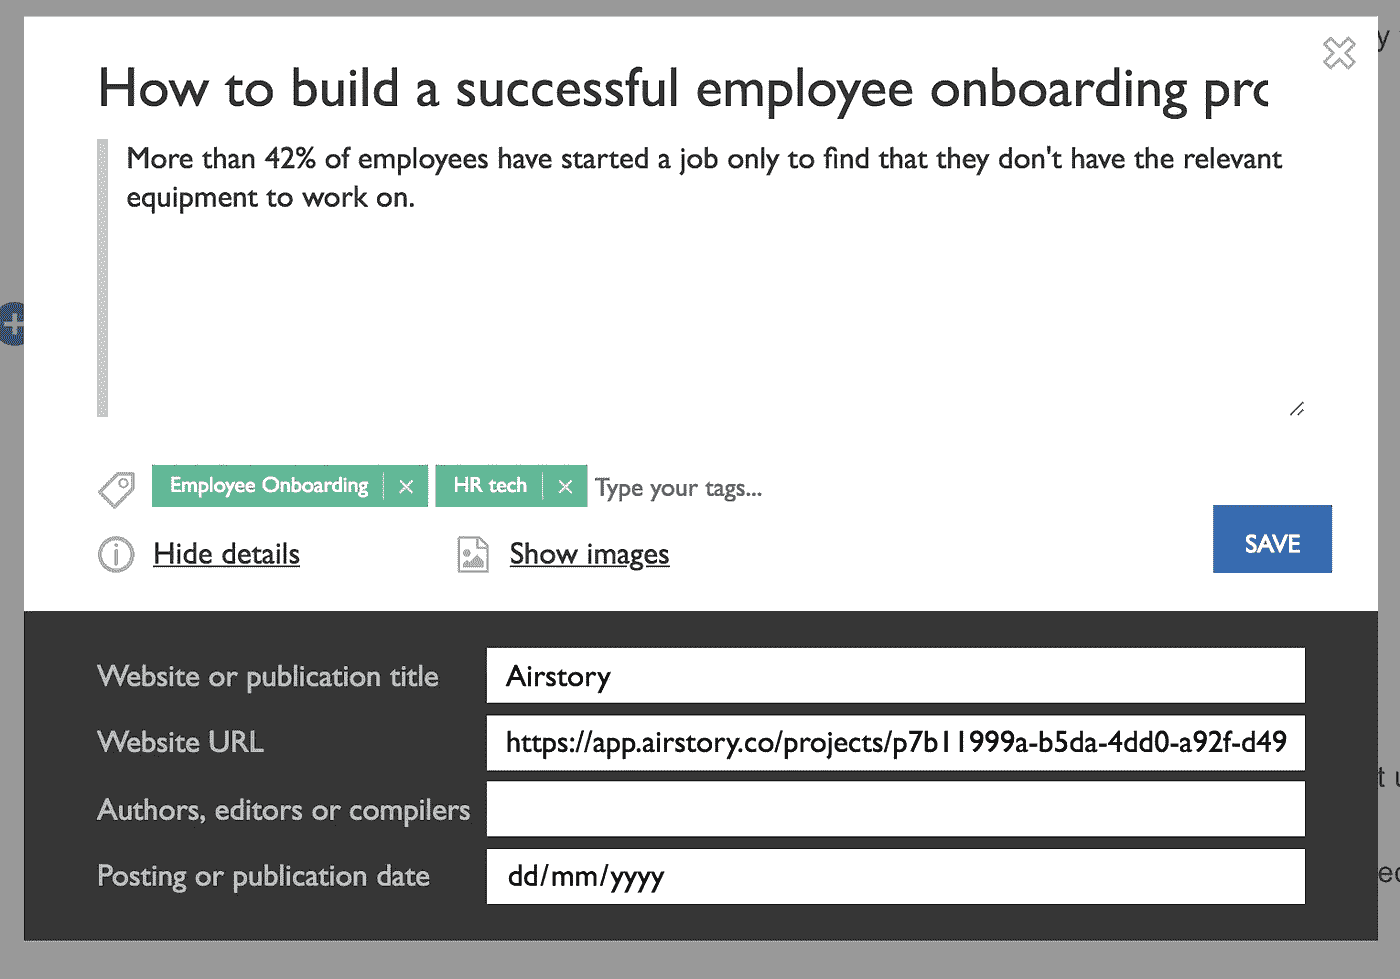 How to build a successful employee onboarding pro
More than 42% of employees have started a job only to find that they don't have the relevant
equipment to work on.
Employee Onboarding
HR tech
Type your tags...
Hide details
Show images
SAVE
Website or publication title
Airstory
Website URL
https://app.airstory.co/projects/p7b11999a-b5da-4dd0-a92f-d49
Authors, editors or compilers
Posting or publication date
dd/mm/yyyy